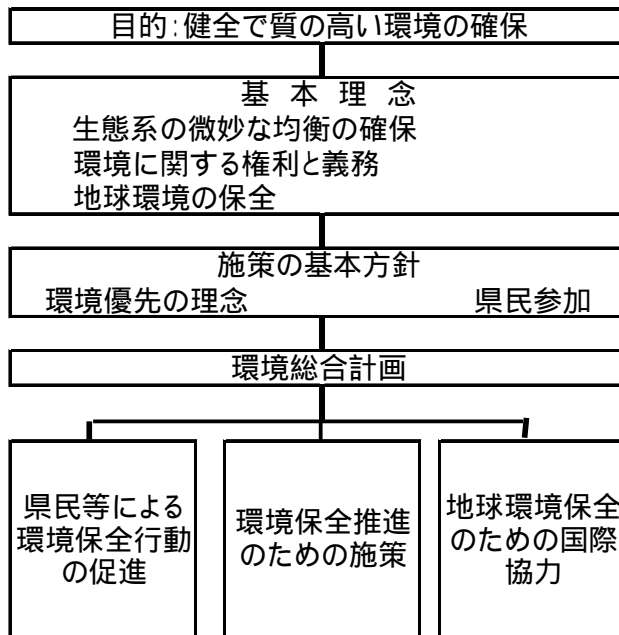 目的：健全で質の高い環境の確保
基 本 理 念
生態系の微妙な均衡の確保
環境に関する権利と義務
地球環境の保全
施策の基本方針
環境優先の理念 県民参加
環境総合計画
県民等による
環境保全行動
の促進
環境保全推進
のための施策
地球環境保全
のための国際
協力